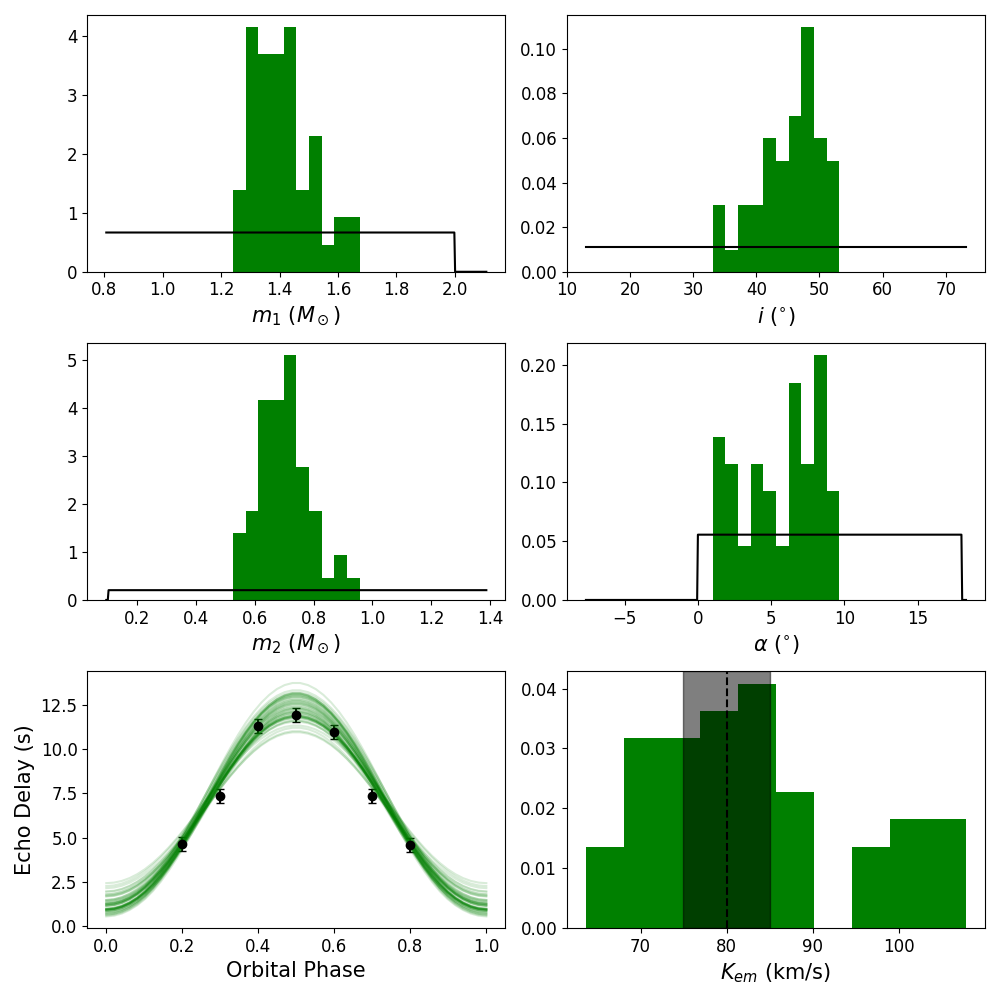 4
3
2
1
0
0.8 1.0 1.2 1.4 1.6 1.8 2.0
m₁ (M⊙)
0.10
0.08
0.06
0.04
0.02
0.00
10 20 30 40 50 60 70
i (°)
5
4
3
2
1
0
0.2 0.4 0.6 0.8 1.0 1.2 1.4
m₂ (M⊙)
0.20
0.15
0.10
0.05
0.00
−5 0 5 10 15
α (°)
12.5
10.0
7.5
5.0
2.5
0.0
Echo Delay (s)
0.0 0.2 0.4 0.6 0.8 1.0
Orbital Phase
0.04
0.03
0.02
0.01
0.00
70 80 90 100
Kem (km/s)